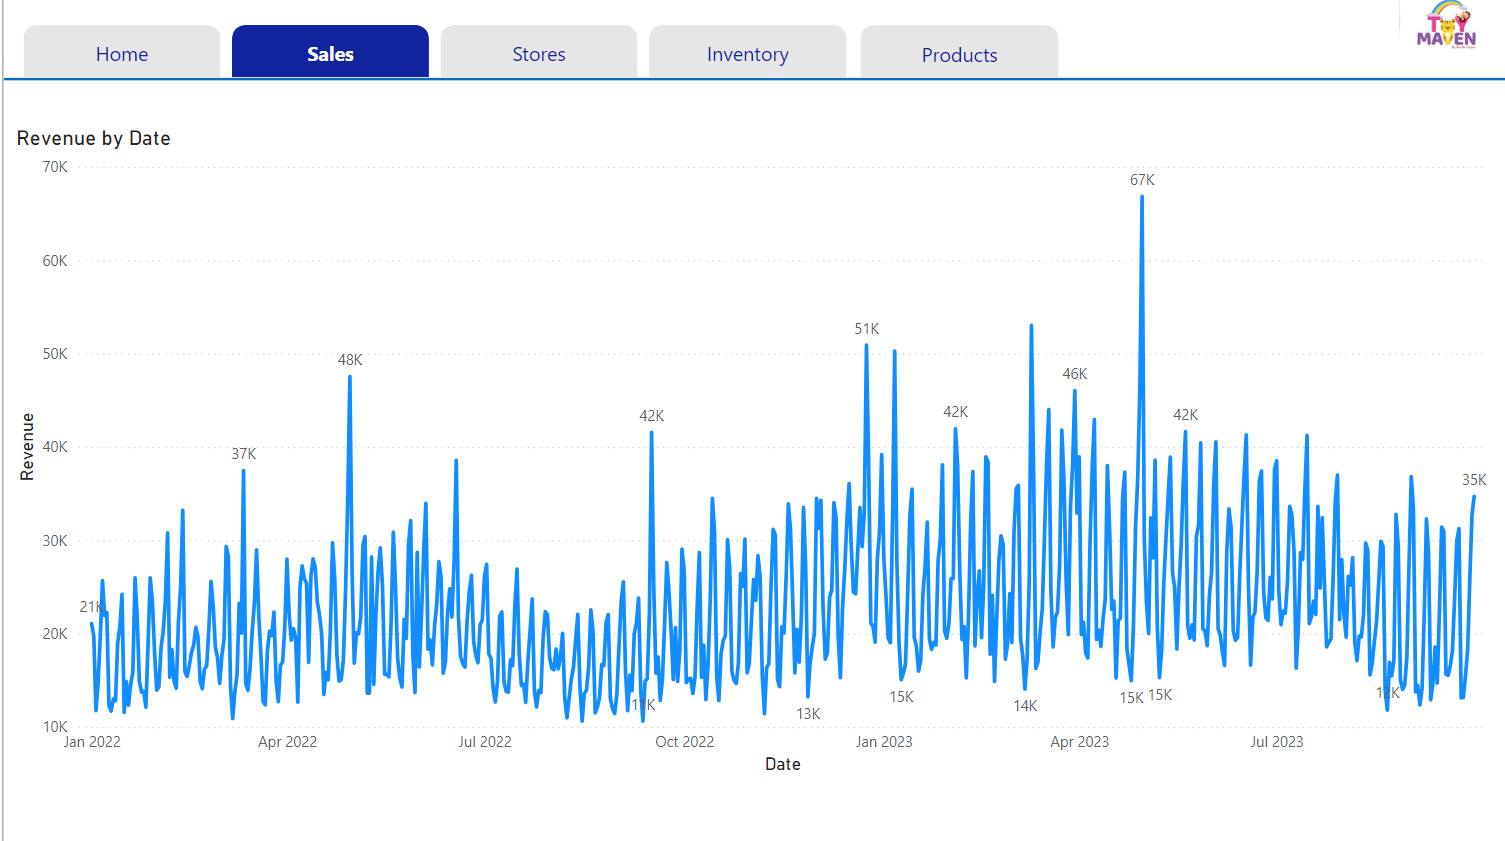 Home
Sales
Stores
Inventory
Products
TOY
MAVEN
Revenue by Date
70K
67K
60K
51K
50K
48K
46K
42K
42K
42K
40K
37K
35K
30K
21K
20K
15K
15K
15K
14K
13K
12K
11K
10K
Revenue
Jan 2022
Apr 2022
Jul 2022
Oct 2022
Jan 2023
Apr 2023
Jul 2023
Date